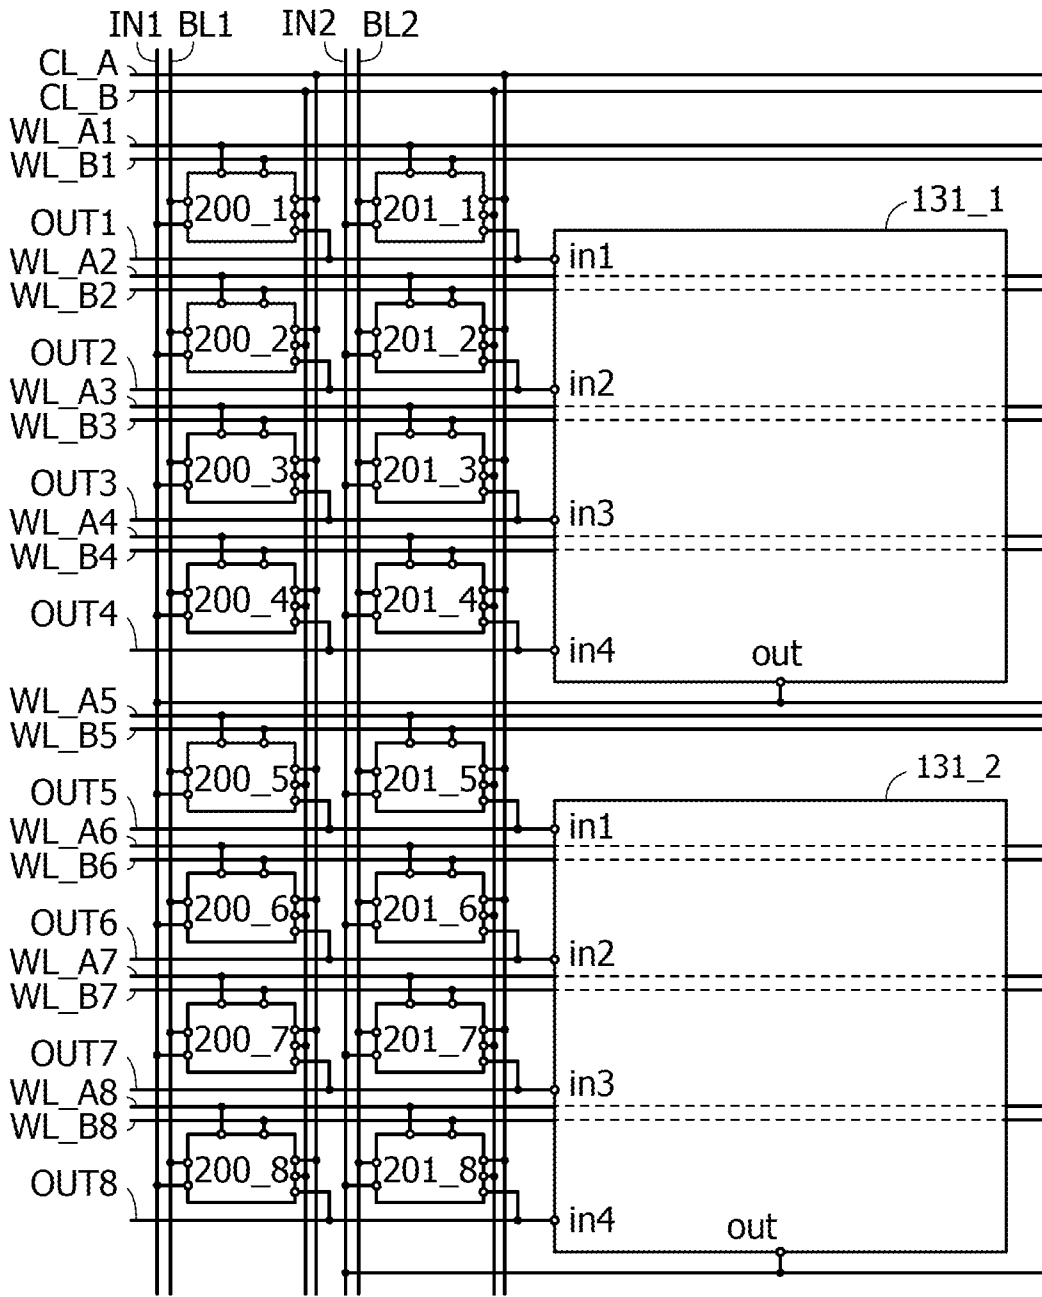 IN1 BL1 IN2 BL2
CL_A
CL_B
WL_A1
WL_B1
200_1 201_1 131_1
OUT1
in1
WL_A2
WL_B2
200_2 201_2
OUT2
in2
WL_A3
WL_B3
200_3 201_3
OUT3
in3
WL_A4
WL_B4
200_4 201_4
OUT4
in4
out
WL_A5
WL_B5
200_5 201_5 131_2
OUT5
in1
WL_A6
WL_B6
200_6 201_6
OUT6
in2
WL_A7
WL_B7
200_7 201_7
OUT7
in3
WL_A8
WL_B8
200_8 201_8
OUT8
in4
out